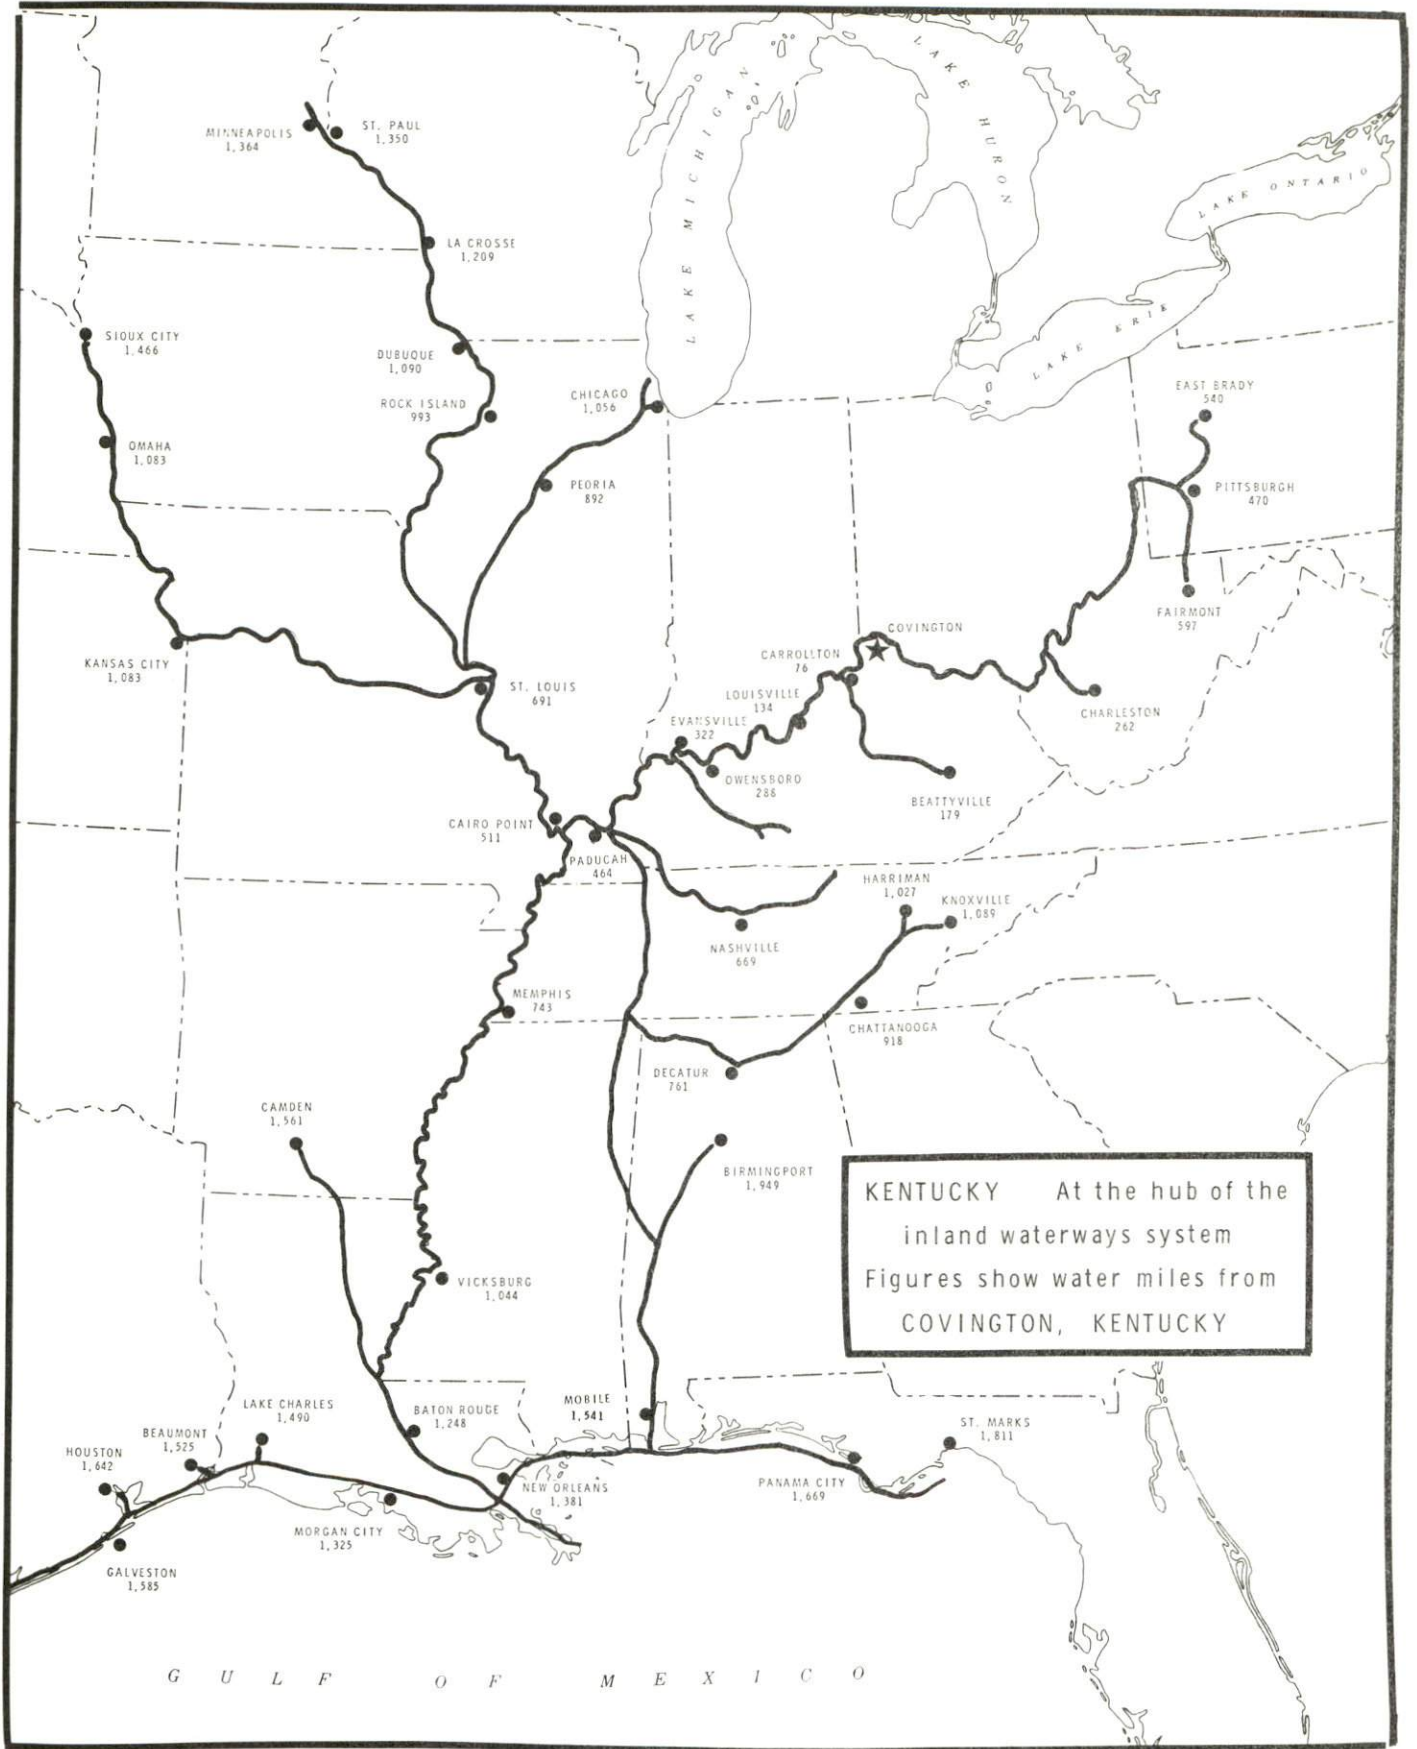 LAKE MICHIGAN
LAKE HURON
LAKE ONTARIO
LAKE ERIE
MINNEAPOLIS
1,364
ST. PAUL
1,350
LA CROSSE
1,209
SIOUX CITY
1,466
DUBUQUE
1,090
ROCK ISLAND
993
CHICAGO
1,056
EAST BRADY
540
OMAHA
1,083
PEORIA
892
PITTSBURGH
470
FAIRMONT
597
COVINGTON
KANSAS CITY
1,083
ST. LOUIS
691
CARROLLTON
76
LOUISVILLE
134
EVANSVILLE
322
OWENSBORO
288
CHARLESTON
262
BEATTYVILLE
179
CAIRO POINT
511
PADUCAH
464
HARRIMAN
1,027
KNOXVILLE
1,089
NASHVILLE
669
MEMPHIS
743
CHATTANOOGA
918
DECATUR
761
CAMDEN
1,561
BIRMINGPORT
1,949
KENTUCKY At the hub of the
inland waterways system
Figures show water miles from
COVINGTON, KENTUCKY
VICKSBURG
1,044
LAKE CHARLES
1,490
BATON ROUGE
1,248
MOBILE
1,541
ST. MARKS
1,811
BEAUMONT
1,525
HOUSTON
1,642
NEW ORLEANS
1,381
PANAMA CITY
1,669
MORGAN CITY
1,325
GALVESTON
1,585
GULF OF MEXICO